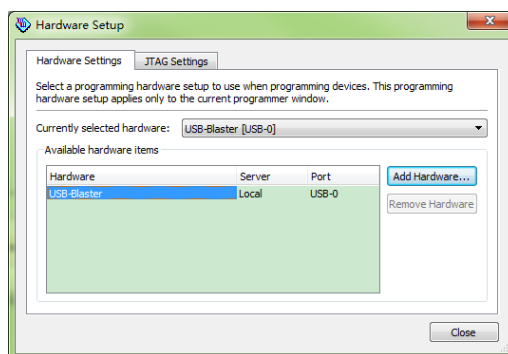 Hardware Setup
Hardware Settings
JTAG Settings
Select a programming hardware setup to use when programming devices. This programming
hardware setup applies only to the current programmer window.
Currently selected hardware: USB-Blaster [USB-0]
Available hardware items
Hardware Server Port
USB-Blaster Local USB-0
Add Hardware...
Remove Hardware
Close